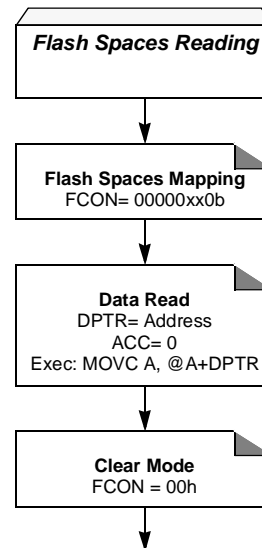 Flash Spaces Reading
Flash Spaces Mapping
FCON= 00000xx0b
Data Read
DPTR= Address
ACC= 0
Exec: MOVC A, @A+DPTR
Clear Mode
FCON = 00h